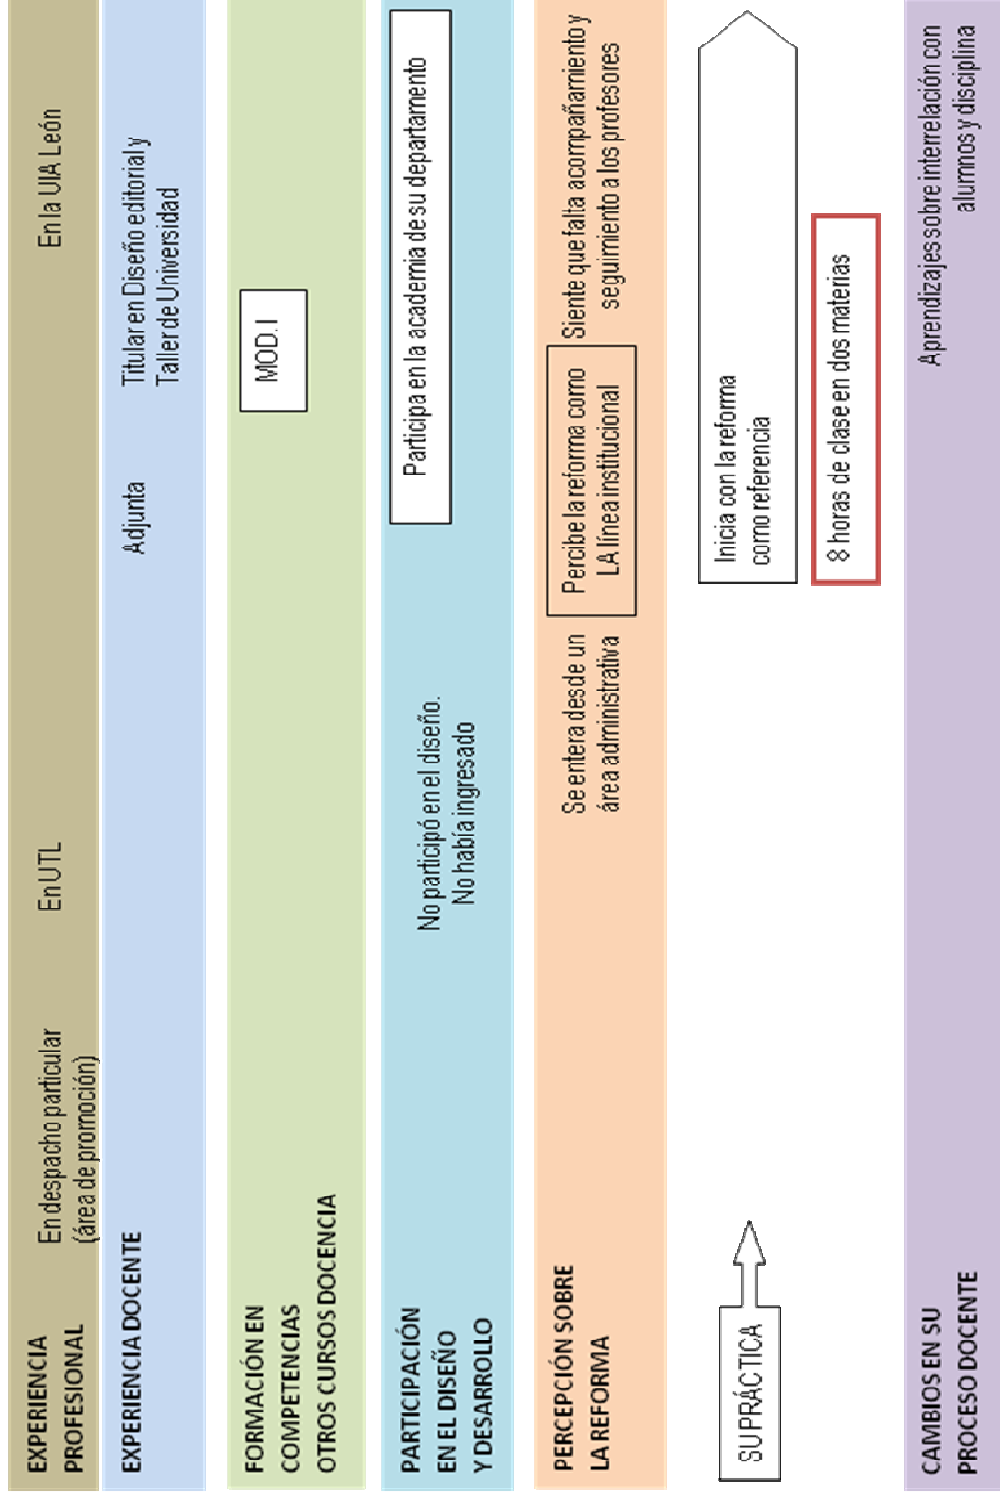 EXPERIENCIA
PROFESIONAL
En despacho particular
(área de promoción)
En UTL
En la UIA León
EXPERIENCIA DOCENTE
Adjunta
Titular en Diseño editorial y
Taller de Universidad
FORMACIÓN EN
COMPETENCIAS
OTROS CURSOS DOCENCIA
MOD. I
PARTICIPACIÓN
EN EL DISEÑO
Y DESARROLLO
No participó en el diseño.
No había ingresado
Participa en la academia de su departamento
PERCEPCIÓN SOBRE
LA REFORMA
Se entera desde un
área administrativa
Percibe la reforma como
LA línea institucional
Siente que falta acompañamiento y
seguimiento a los profesores
SU PRÁCTICA
Inicia con la reforma
como referencia
8 horas de clase en dos materias
CAMBIOS EN SU
PROCESO DOCENTE
Aprendizajes sobre interrelación con
alumnos y disciplina